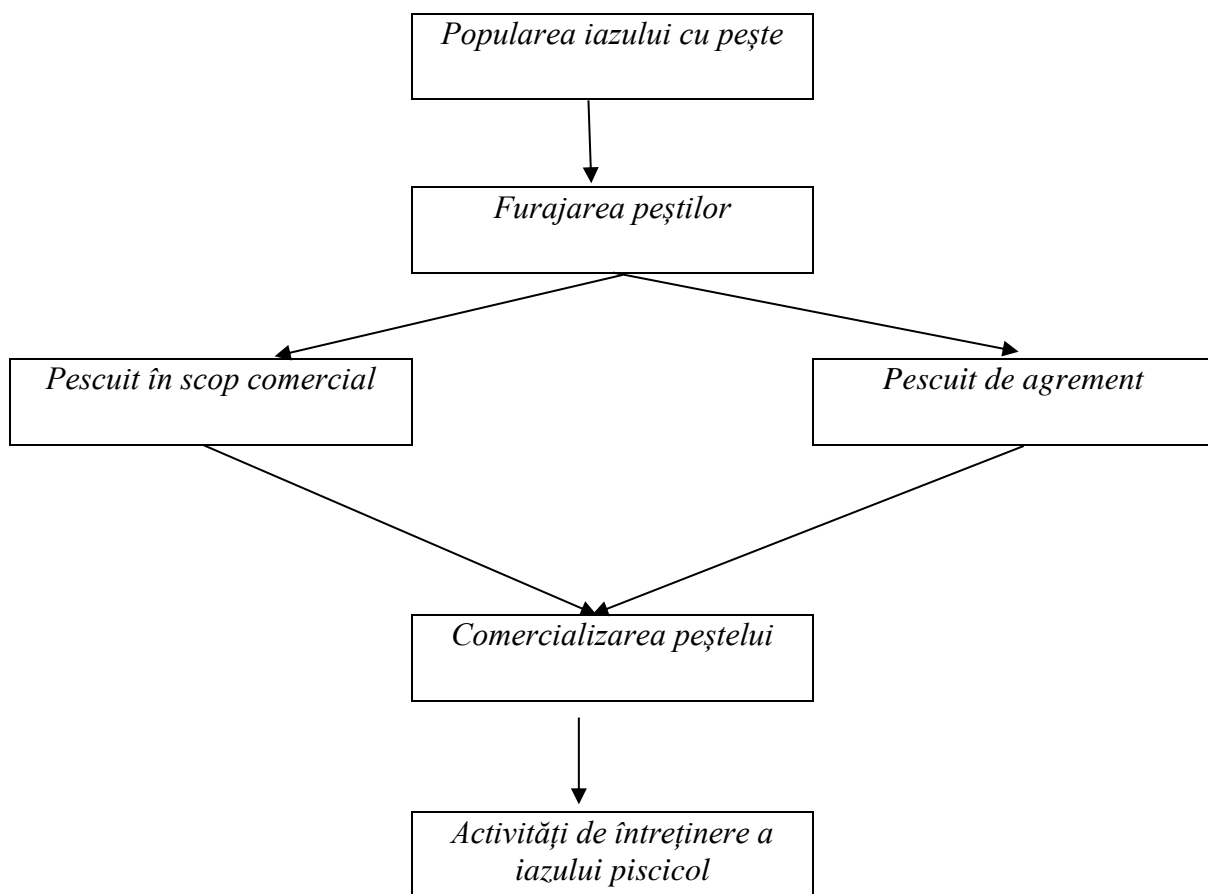 Popularea iazului cu pește
Furajarea peștilor
Pescuit în scop comercial
Pescuit de agrement
Comercializarea peștelui
Activități de întreținere a
iazului piscicol